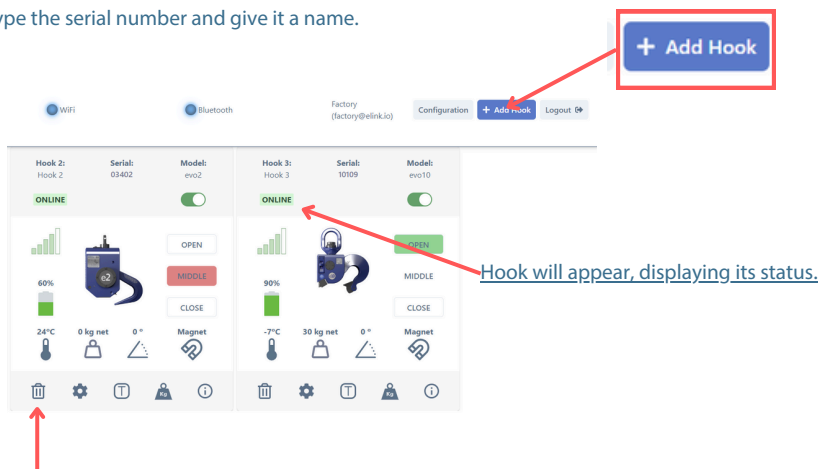 ype the serial number and give it a name.
+ Add Hook
WiFi
Bluetooth
Factory
(factory@elink.io)
Configuration
+ Add Hook
Logout
Hook 2: Serial: Model:
Hook 2 03402 evo2
ONLINE
OPEN
60%
e2
MIDDLE
CLOSE
24°C 0 kg net 0 ° Magnet
T Kg i
Hook 3: Serial: Model:
Hook 3 10109 evo10
ONLINE
OPEN
90%
MIDDLE
CLOSE
-7°C 30 kg net 0 ° Magnet
T Kg i
Hook will appear, displaying its status.